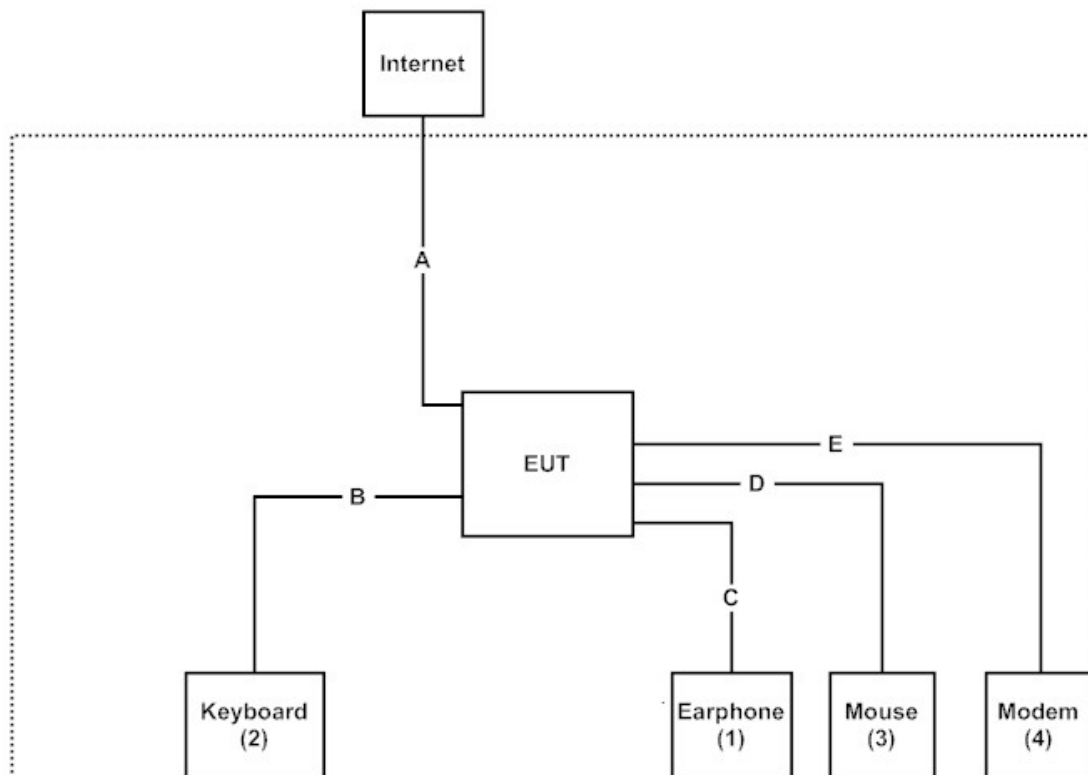 Internet
A
EUT
E
D
B
C
Keyboard
(2)
Earphone
(1)
Mouse
(3)
Modem
(4)